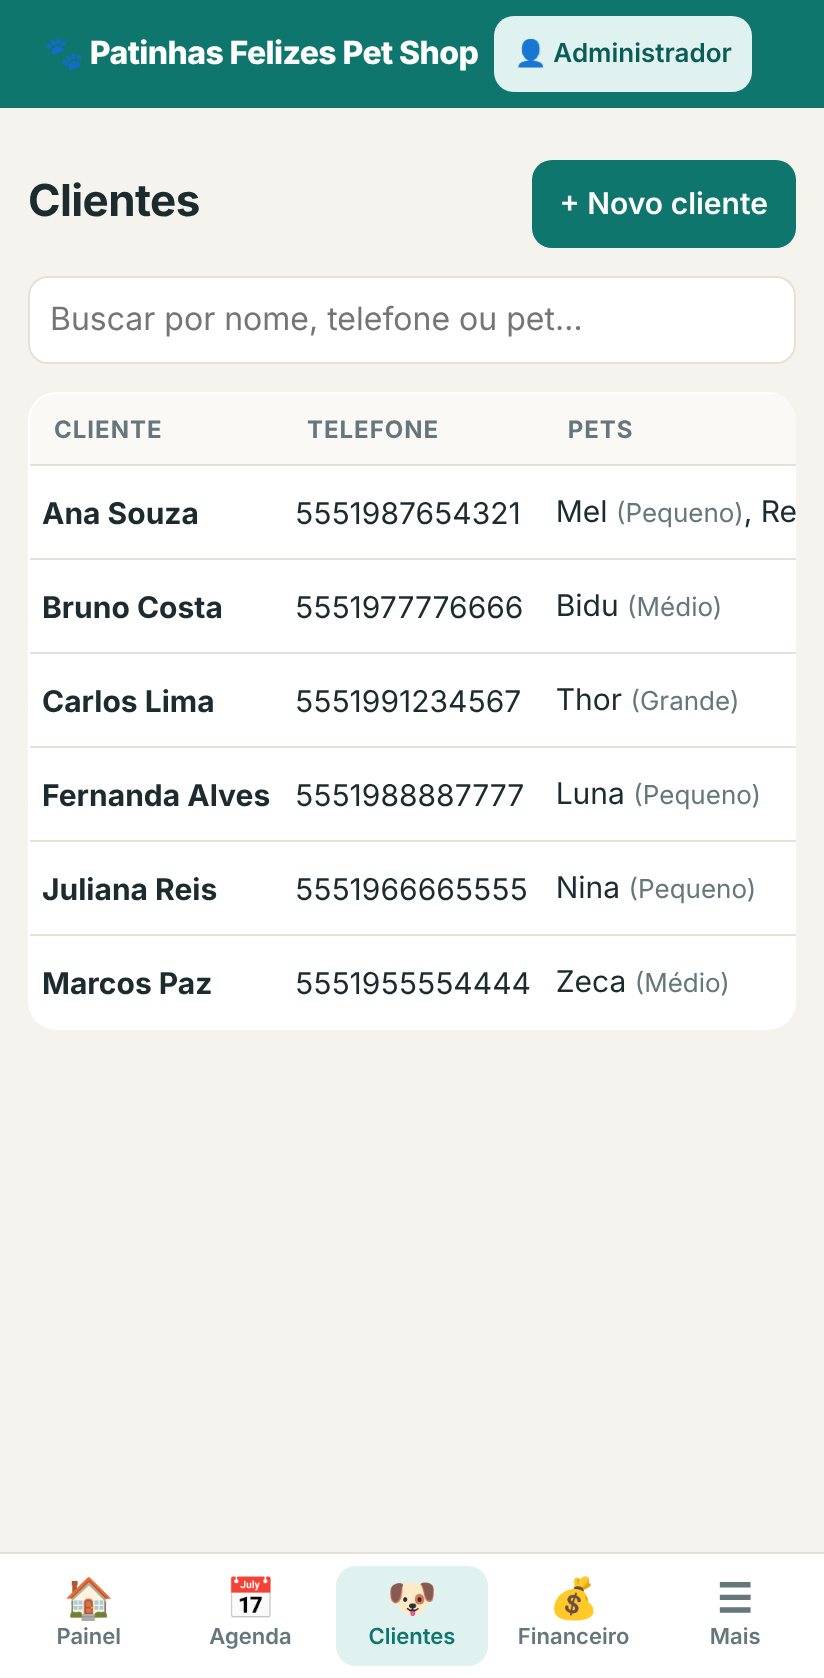 Patinhas Felizes Pet Shop Administrador
Clientes + Novo cliente
Buscar por nome, telefone ou pet...
CLIENTE TELEFONE PETS
Ana Souza 5551987654321 Mel (Pequeno), Re
Bruno Costa 5551977776666 Bidu (Médio)
Carlos Lima 5551991234567 Thor (Grande)
Fernanda Alves 5551988887777 Luna (Pequeno)
Juliana Reis 5551966665555 Nina (Pequeno)
Marcos Paz 5551955554444 Zeca (Médio)
July
17
Painel Agenda Clientes Financeiro Mais